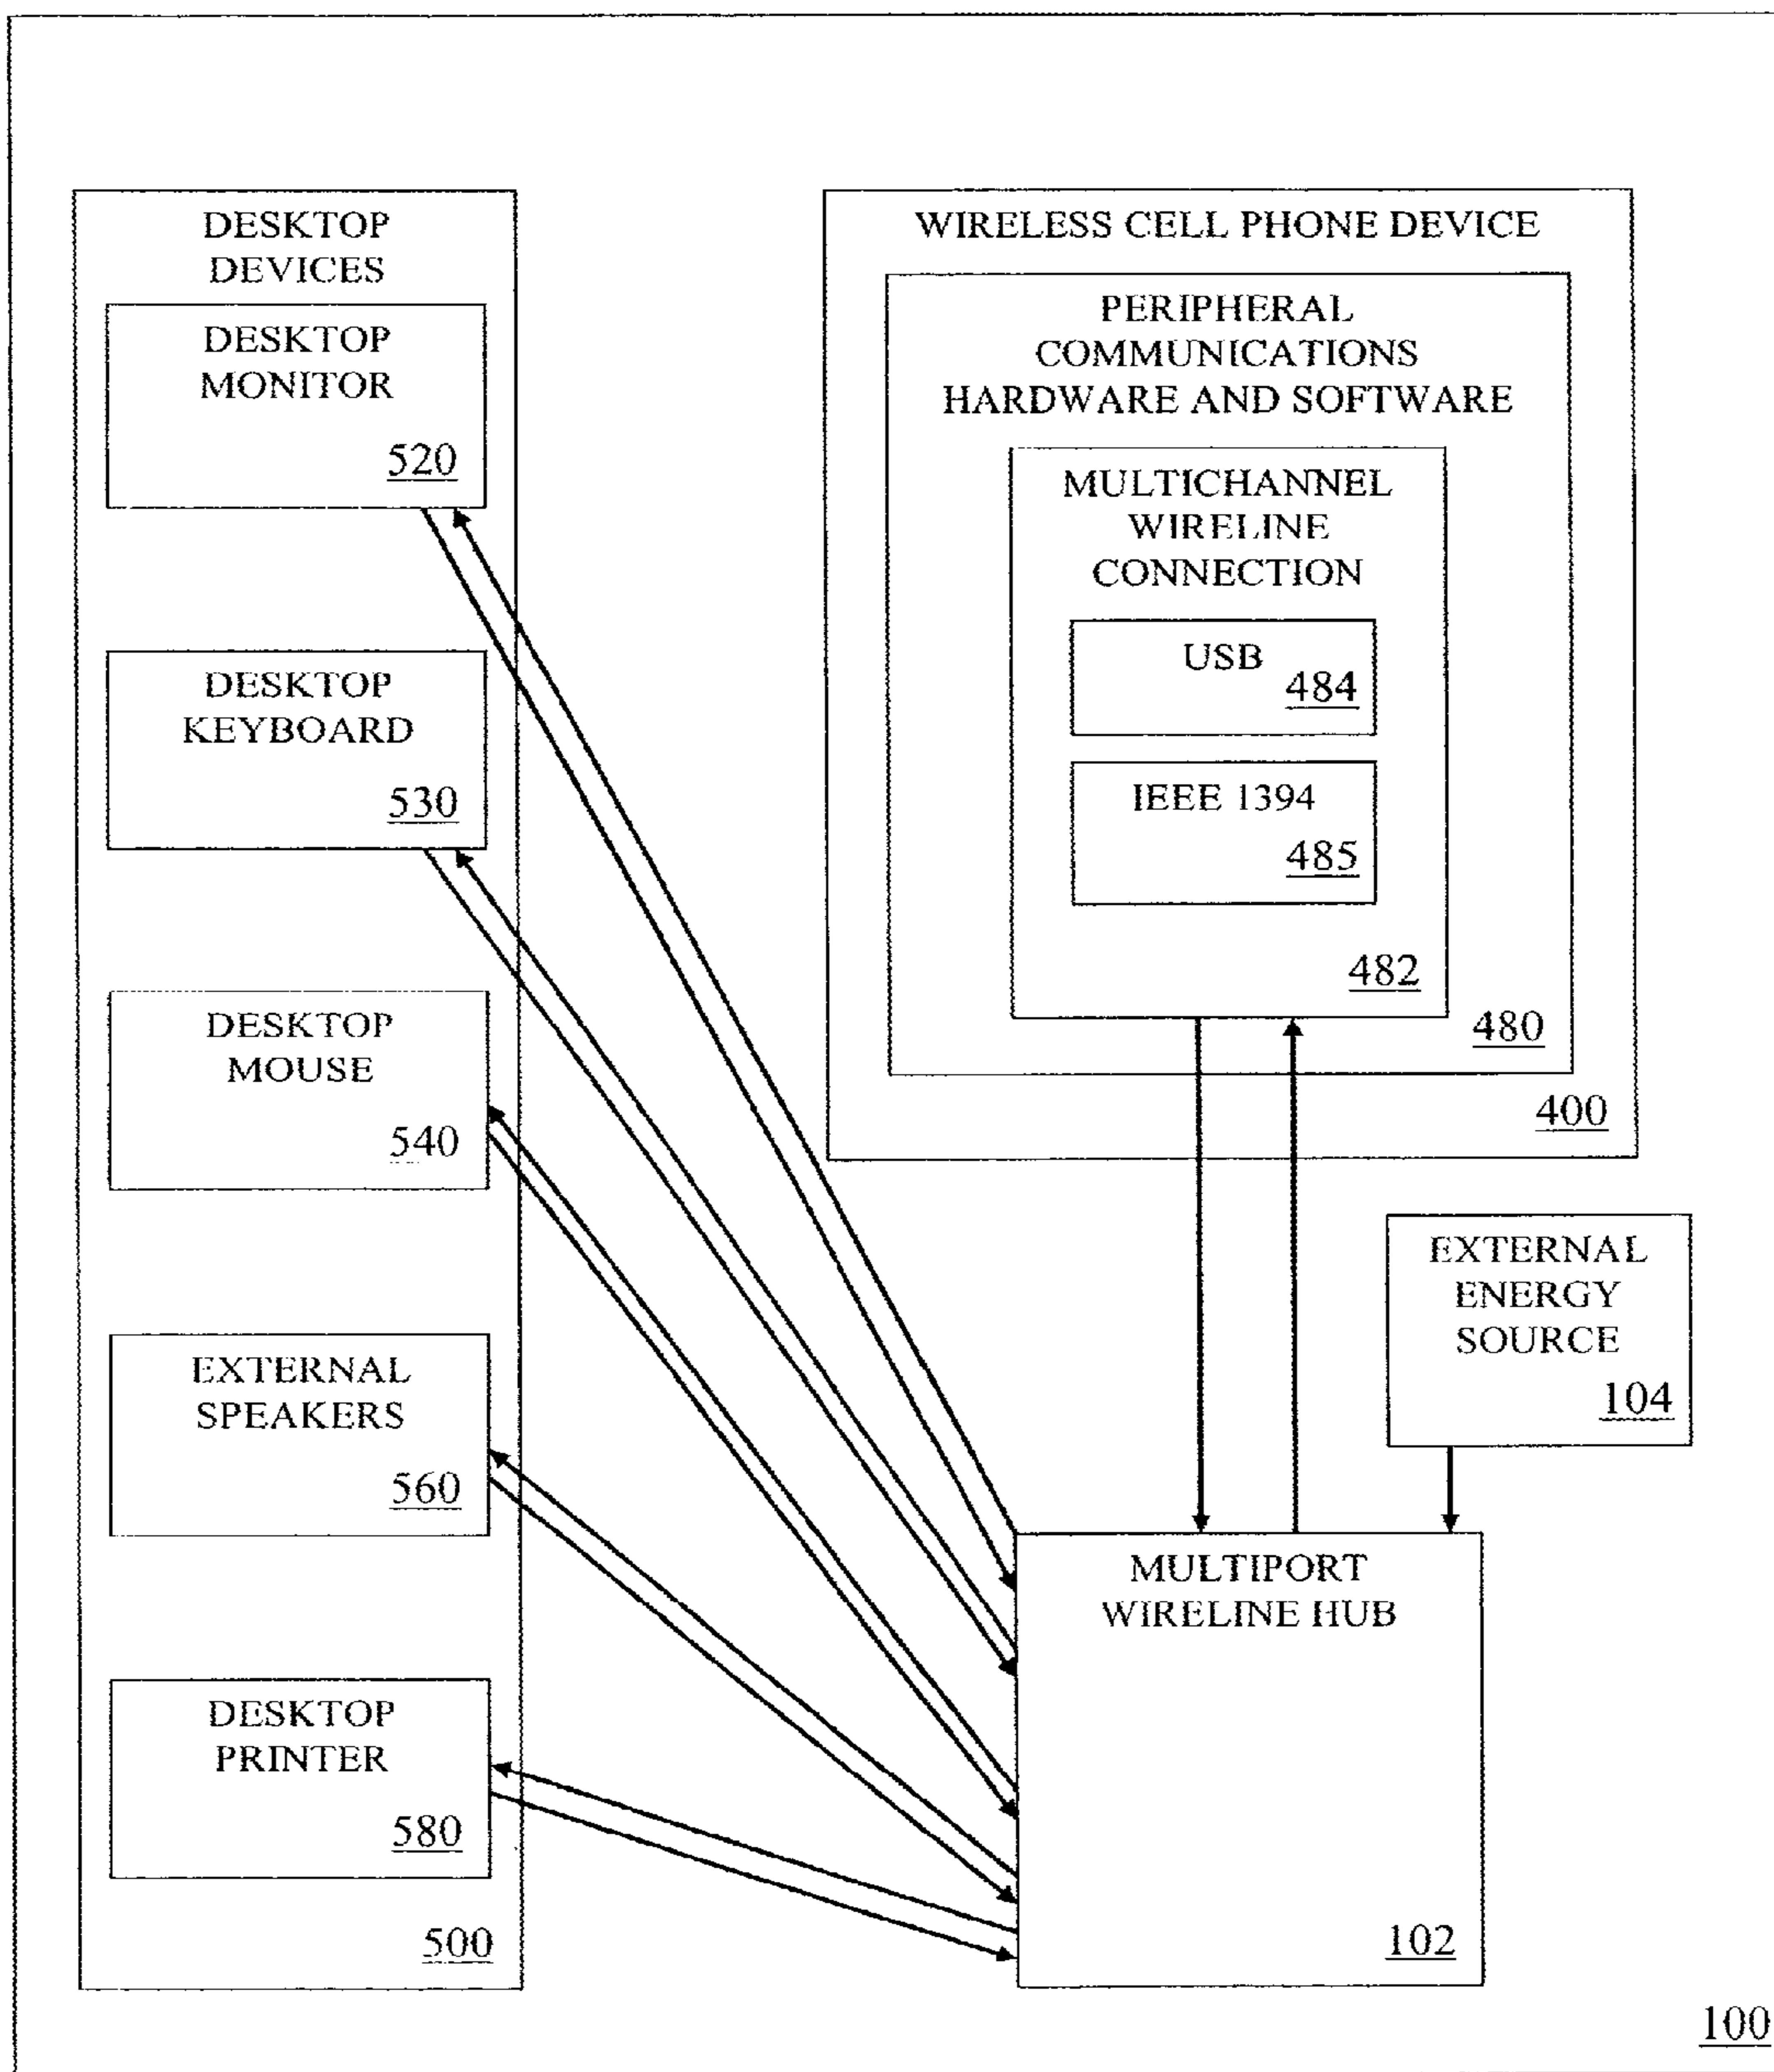 DESKTOP
DEVICES
DESKTOP
MONITOR
520
DESKTOP
KEYBOARD
530
DESKTOP
MOUSE
540
EXTERNAL
SPEAKERS
560
DESKTOP
PRINTER
580
500
WIRELESS CELL PHONE DEVICE
PERIPHERAL
COMMUNICATIONS
HARDWARE AND SOFTWARE
MULTICHANNEL
WIRELINE
CONNECTION
USB
484
IEEE 1394
485
482
480
400
EXTERNAL
ENERGY
SOURCE
104
MULTIPORT
WIRELINE HUB
102
100